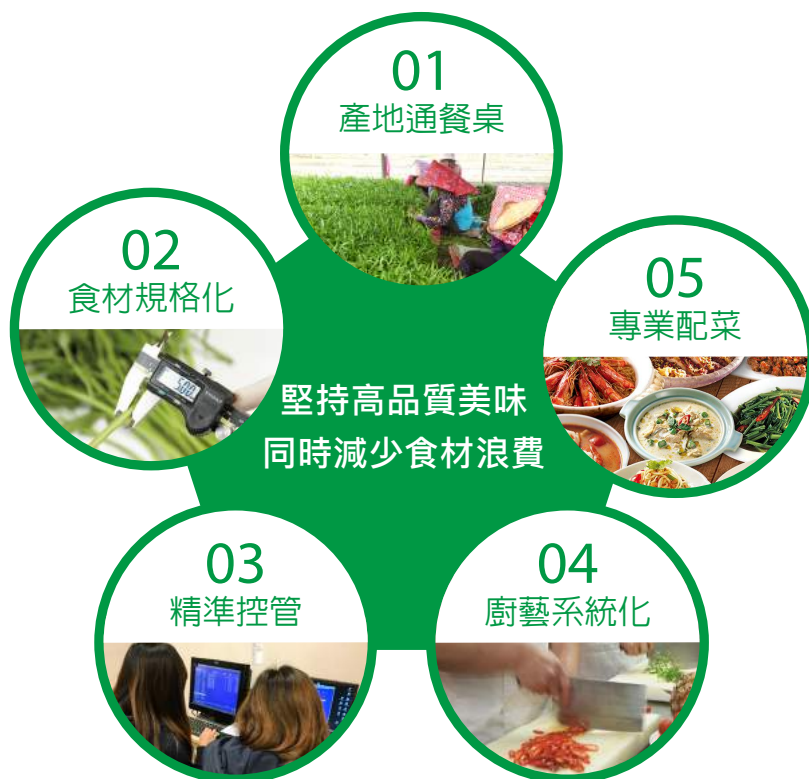 01
產地通餐桌
02
食材規格化
05
專業配菜
堅持高品質美味
同時減少食材浪費
03
精準控管
04
廚藝系統化